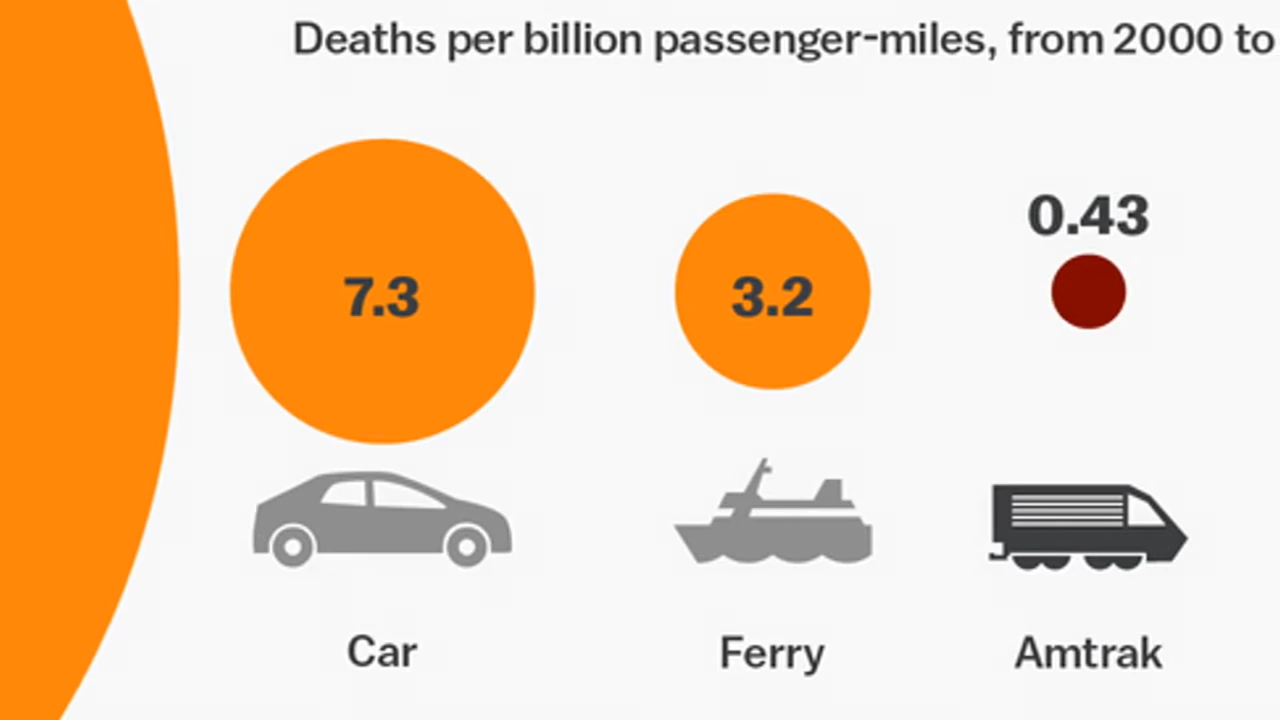 Deaths per billion passenger-miles, from 2000 to
0.43
7.3
3.2
Car
Ferry
Amtrak